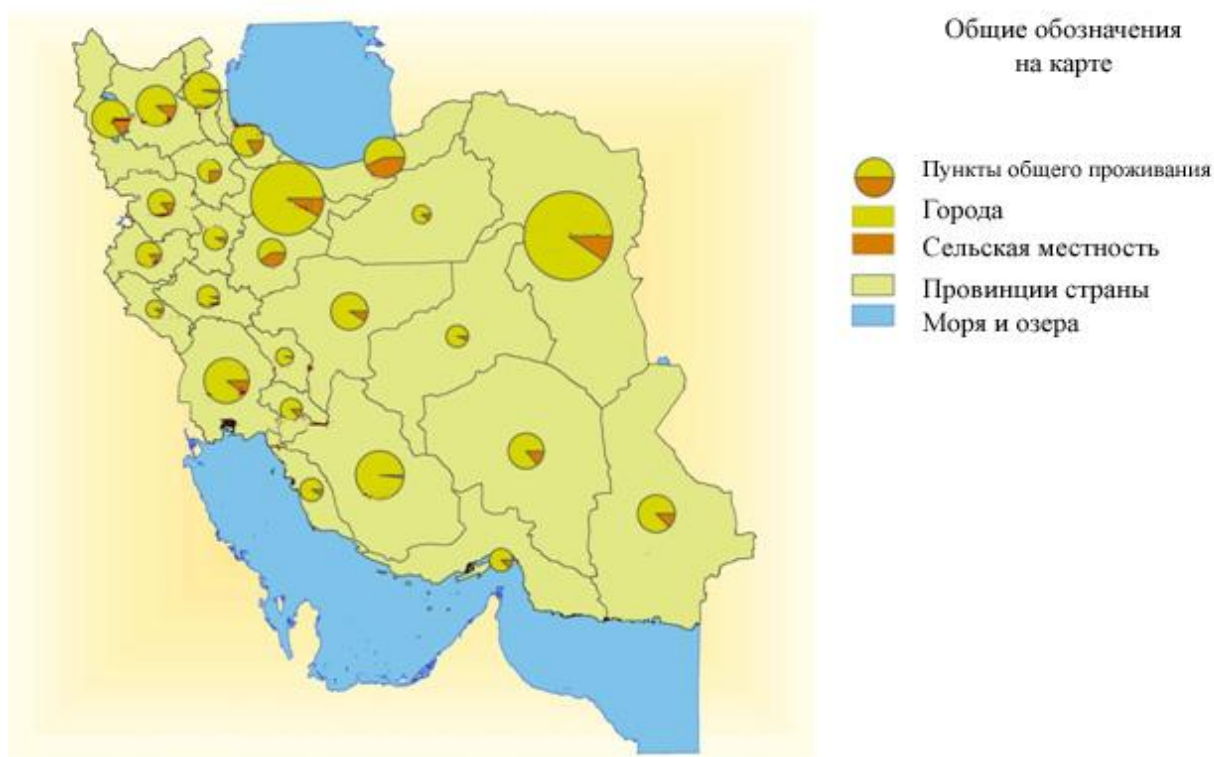 Общие обозначения
на карте
Пункты общего проживания
Города
Сельская местность
Провинции страны
Моря и озера